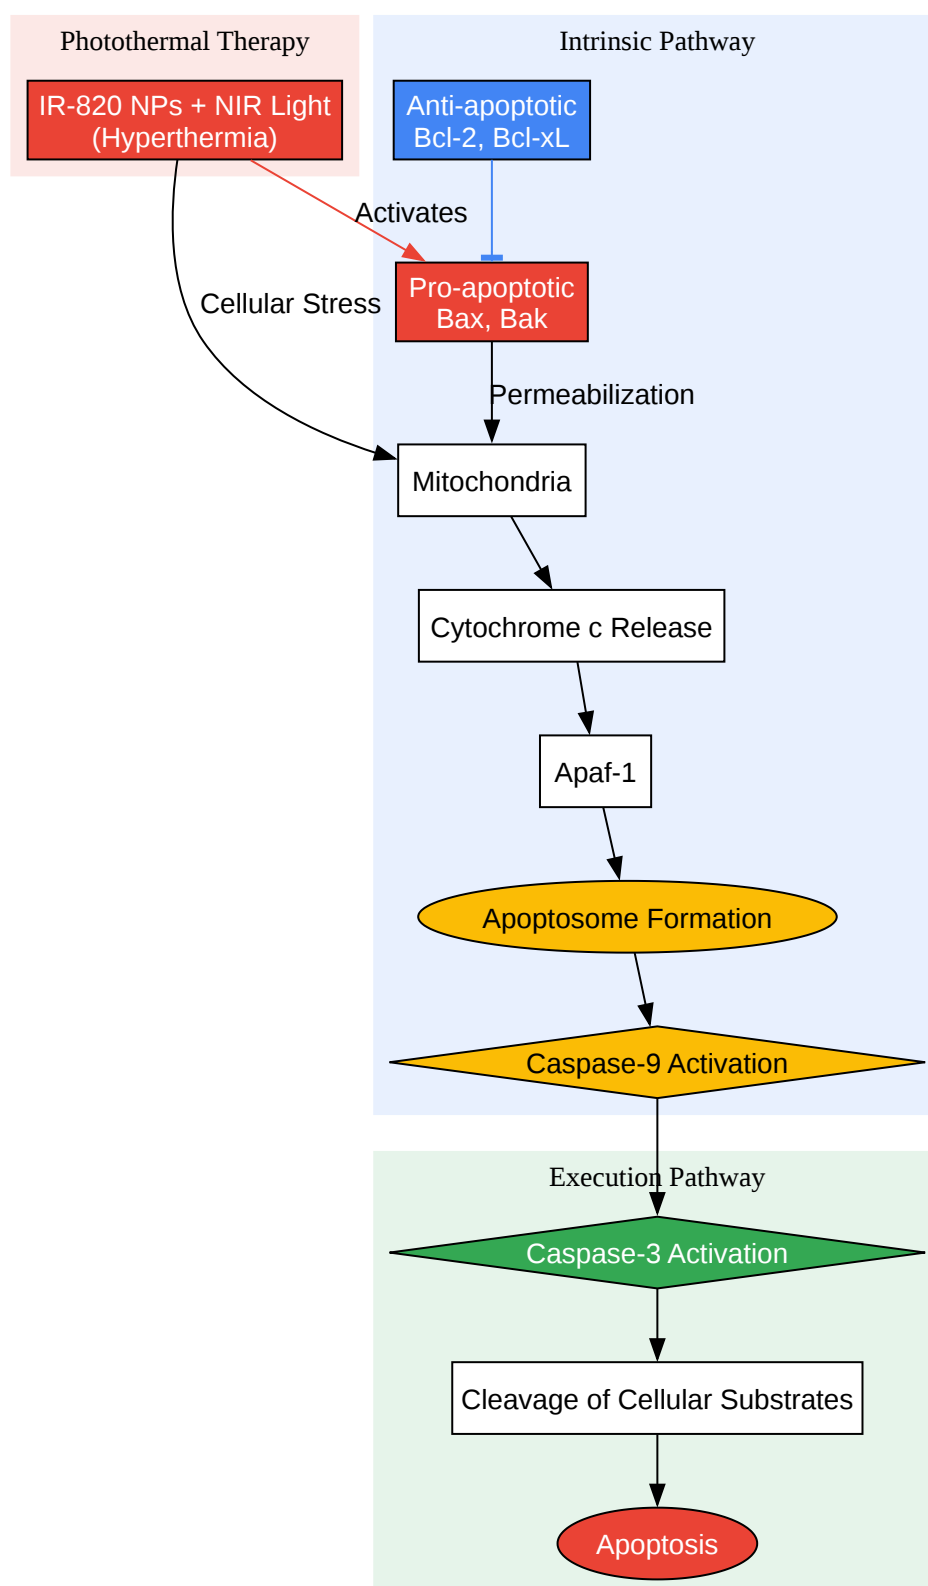 Photothermal Therapy
Intrinsic Pathway
IR-820 NPs + NIR Light
(Hyperthermia)
Anti-apoptotic
Bcl-2, Bcl-xL
Activates
Pro-apoptotic
Bax, Bak
Cellular Stress
Permeabilization
Mitochondria
Cytochrome c Release
Apaf-1
Apoptosome Formation
Caspase-9 Activation
Execution Pathway
Caspase-3 Activation
Cleavage of Cellular Substrates
Apoptosis